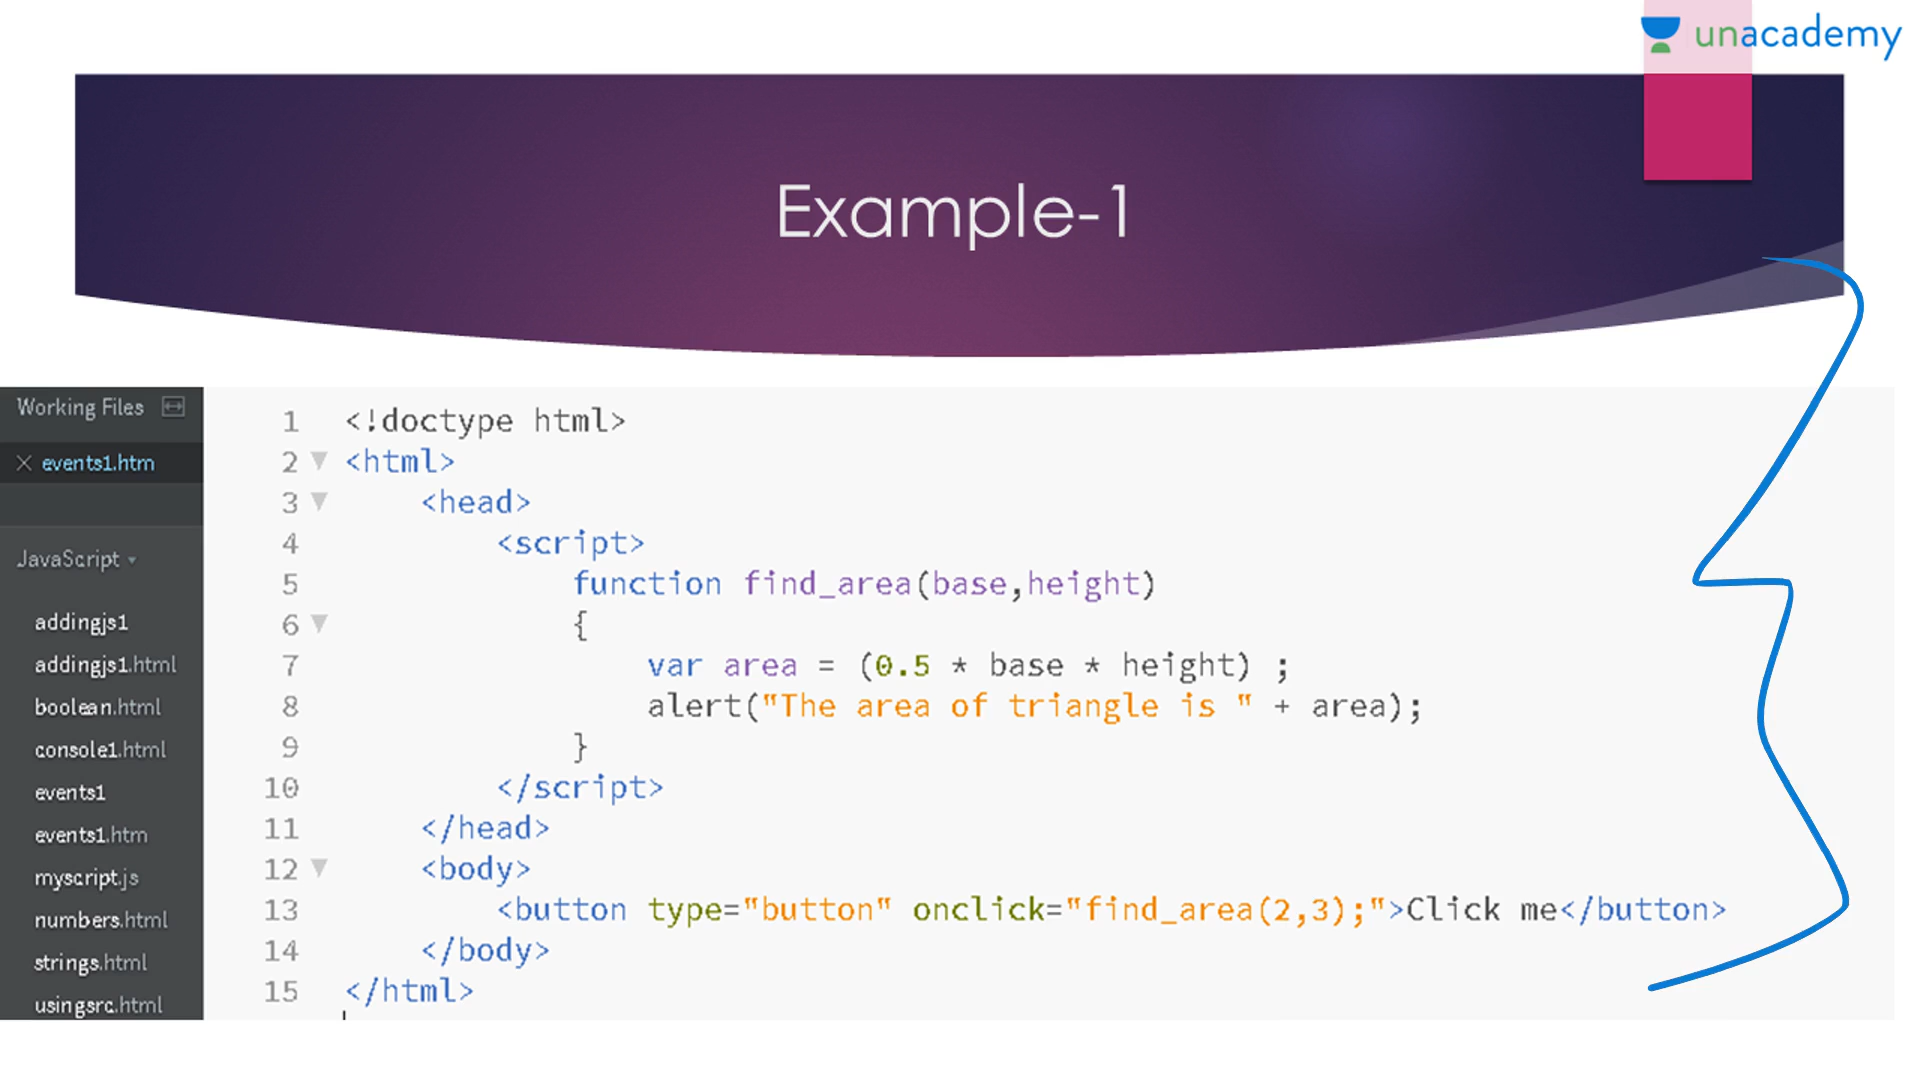 unacademy
Example-1
Working Files
events1.htm
JavaScript
addingjs1
addingjs1.html
boolean.html
console1.html
events1
events1.htm
myscript.js
numbers.html
strings.html
usingsrc.html
1 <!doctype html>
2 <html>
3 <head>
4 <script>
5 function find_area(base,height)
6 {
7 var area = (0.5 * base * height) ;
8 alert("The area of triangle is " + area);
9 }
10 </script>
11 </head>
12 <body>
13 <button type="button" onclick="find_area(2,3);">Click me</button>
14 </body>
15 </html>